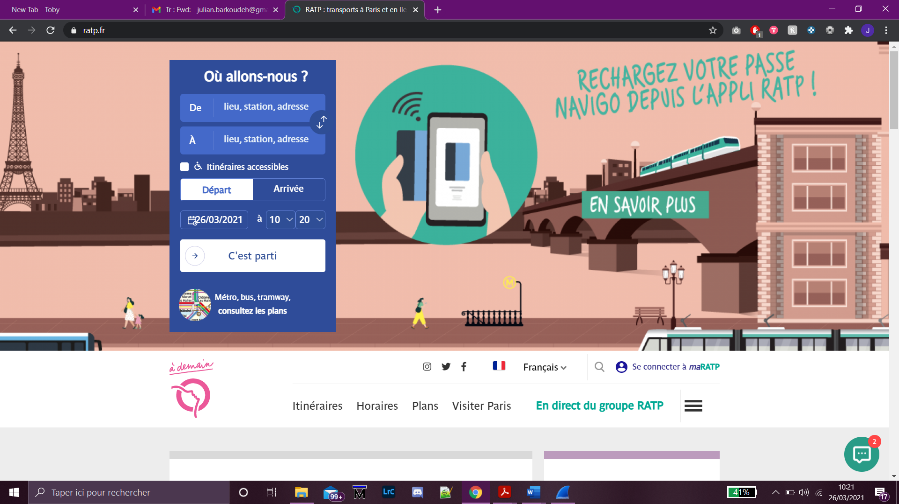 New Tab - Toby
Tr : Fwd: - julian.barkoudeh@gm
RATP : transports à Paris et en Île
ratp.fr
RECHARGEZ VOTRE PASSE
NAVIGO DEPUIS L'APPLI RATP !
EN SAVOIR PLUS
M
Où allons-nous ?
De lieu, station, adresse
À lieu, station, adresse
Itinéraires accessibles
Départ Arrivée
26/03/2021 à 10 20
C'est parti
Métro, bus, tramway,
consultez les plans
à demain
Français
Se connecter à maRATP
Itinéraires Horaires Plans Visiter Paris En direct du groupe RATP
2
Taper ici pour rechercher
99+
LrC
41%
10:21
26/03/2021
17